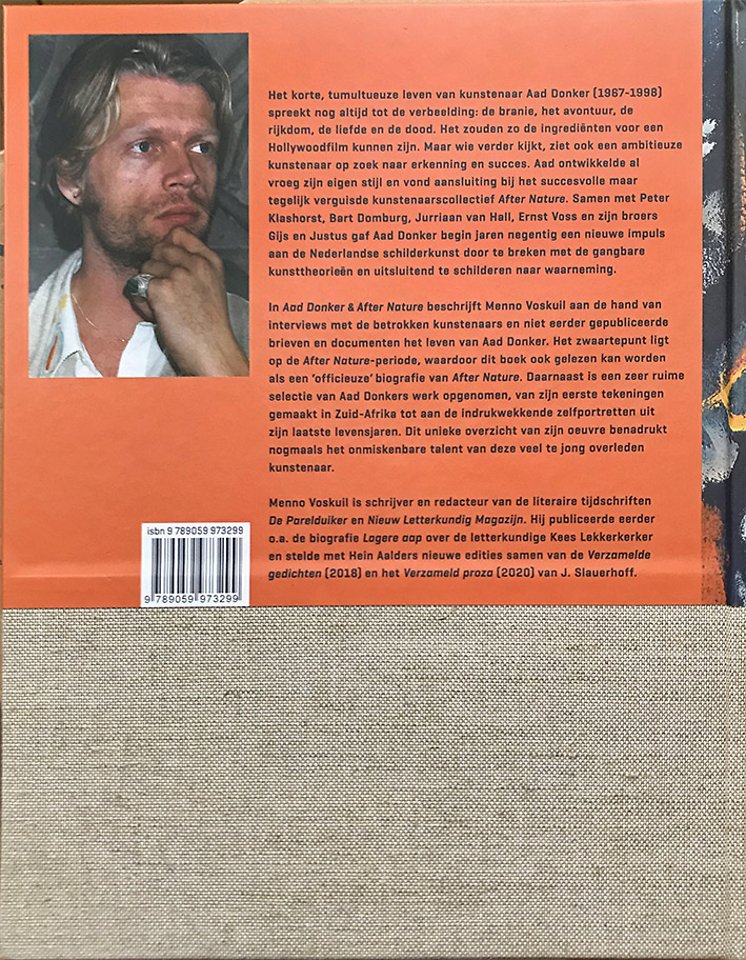 Het korte, tumultueuze leven van kunstenaar Aad Donker (1967-1998)
spreekt nog altijd tot de verbeelding: de branie, het avontuur, de
rijkdom, de liefde en de dood. Het zouden zo de ingrediënten voor een
Hollywoodfilm kunnen zijn. Maar wie verder kijkt, ziet ook een ambitieuze
kunstenaar op zoek naar erkenning en succes. Aad ontwikkelde al
vroeg zijn eigen stijl en vond aansluiting bij het succesvolle maar
tegelijk verguisde kunstenaarscollectief After Nature. Samen met Peter
Klashorst, Bart Domburg, Jurriaan van Hall, Ernst Voss en zijn broers
Gijs en Justus gaf Aad Donker begin jaren negentig een nieuwe impuls
aan de Nederlandse schilderkunst door te breken met de gangbare
kunsttheorieën en uitsluitend te schilderen naar waarneming.
In Aad Donker & After Nature beschrijft Menno Voskuil aan de hand van
interviews met de betrokken kunstenaars en niet eerder gepubliceerde
brieven en documenten het leven van Aad Donker. Het zwaartepunt ligt
op de After Nature-periode, waardoor dit boek ook gelezen kan worden
als een ‘officieuze’ biografie van After Nature. Daarnaast is een zeer ruime
selectie van Aad Donkers werk opgenomen, van zijn eerste tekeningen
gemaakt in Zuid-Afrika tot aan de indrukwekkende zelfportretten uit
zijn laatste levensjaren. Dit unieke overzicht van zijn oeuvre benadrukt
nogmaals het onmiskenbare talent van deze veel te jong overleden
kunstenaar.
Menno Voskuil is schrijver en redacteur van de literaire tijdschriften
De Parelduiker en Nieuw Letterkundig Magazijn. Hij publiceerde eerder
o.a. de biografie Lagere aap over de letterkundige Kees Lekkerkerker
en stelde met Hein Aalders nieuwe edities samen van de Verzamelde
gedichten (2018) en het Verzameld proza (2020) van J. Slauerhoff.
isbn 9 789059 973299
9 789059 973299